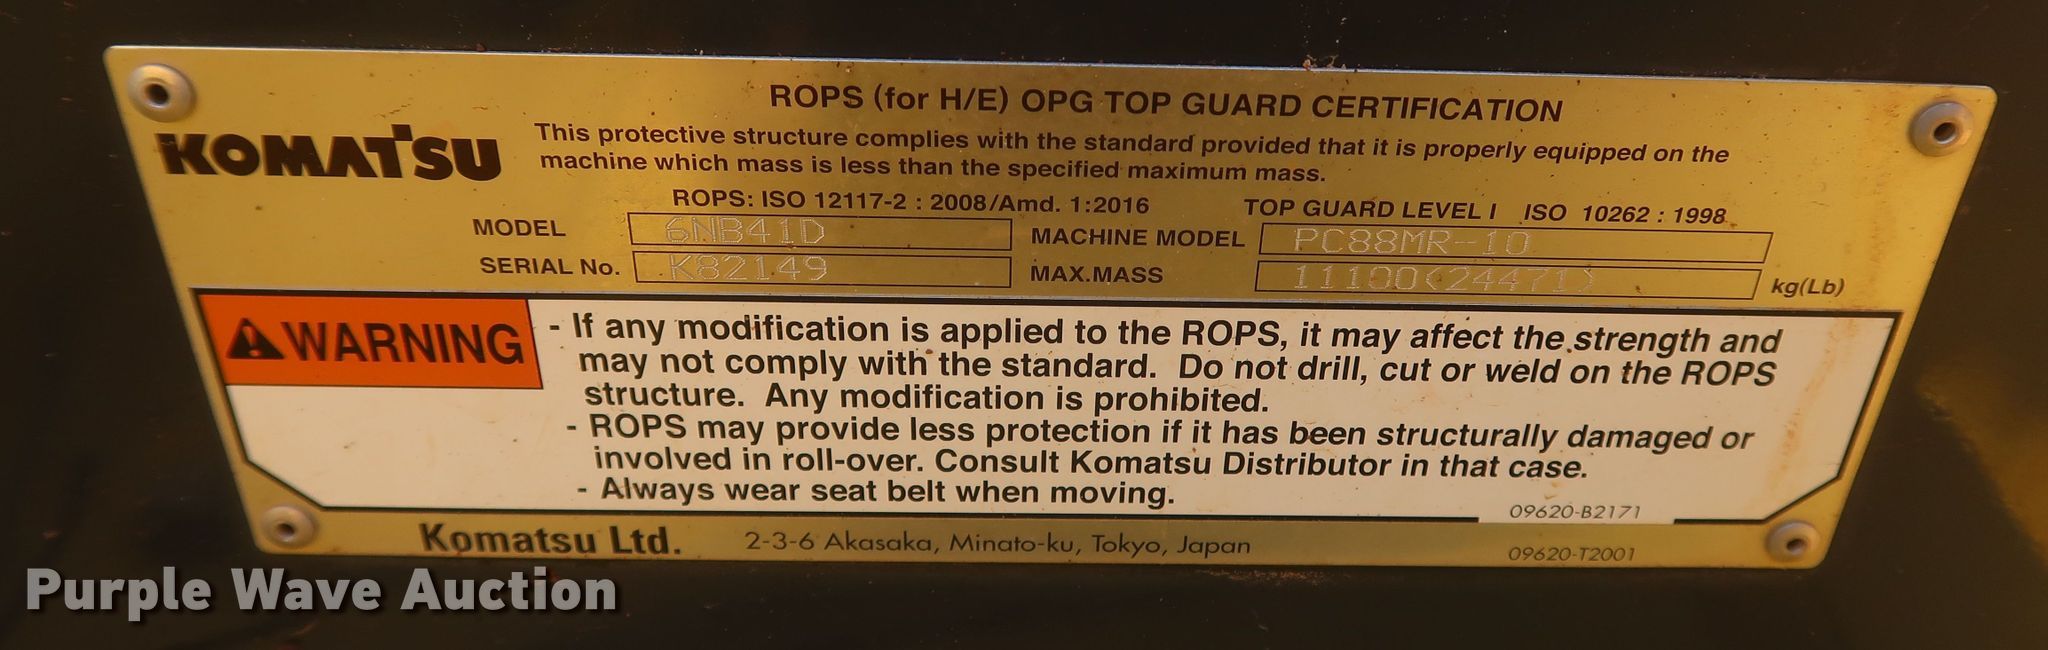 ROPS (for H/E) OPG TOP GUARD CERTIFICATION
KOMATSU
This protective structure complies with the standard provided that it is properly equipped on the
machine which mass is less than the specified maximum mass.
ROPS: ISO 12117-2 : 2008/Amd. 1:2016 TOP GUARD LEVEL I ISO 10262 : 1998
MODEL 6NB41D MACHINE MODEL PC88MR-10
SERIAL No. K82149 MAX.MASS 11100(24471) kg(Lb)
WARNING
- If any modification is applied to the ROPS, it may affect the strength and
may not comply with the standard. Do not drill, cut or weld on the ROPS
structure. Any modification is prohibited.
- ROPS may provide less protection if it has been structurally damaged or
involved in roll-over. Consult Komatsu Distributor in that case.
- Always wear seat belt when moving.
09620-B2171
Komatsu Ltd. 2-3-6 Akasaka, Minato-ku, Tokyo, Japan 09620-T2001
Purple Wave Auction